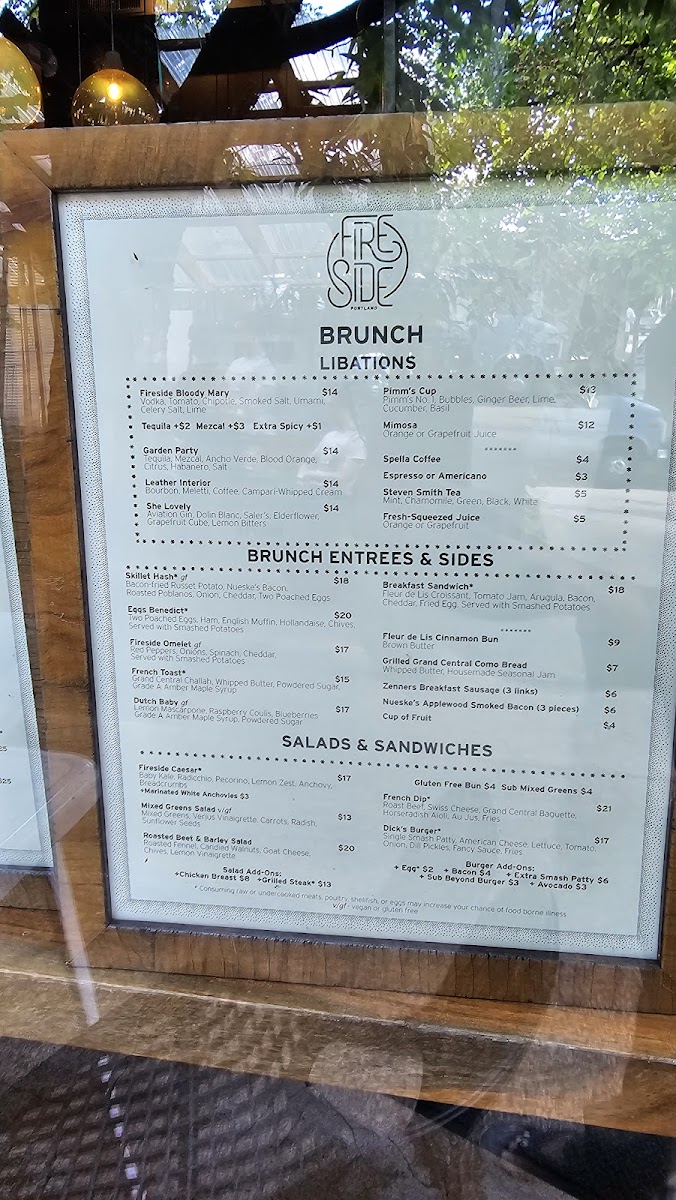 FIRE
SIDE
PORTLAND
BRUNCH
LIBATIONS
Fireside Bloody Mary $14
Vodka, Tomato, Chipotle, Smoked Salt, Umami,
Celery Salt, Lime
Tequila +$2 Mezcal +$3 Extra Spicy +$1
Garden Party $14
Tequila, Mezcal, Ancho Verde, Blood Orange,
Citrus, Habanero, Salt
Leather Interior $14
Bourbon, Meletti, Coffee, Campari-Whipped Cream
She Lovely $14
Aviation Gin, Dolin Blanc, Saler's, Elderflower,
Grapefruit Cube, Lemon Bitters
Pimm's Cup $13
Pimm's No. 1, Bubbles, Ginger Beer, Lime,
Cucumber, Basil
Mimosa $12
Orange or Grapefruit Juice
*******
Spella Coffee $4
Espresso or Americano $3
Steven Smith Tea $5
Mint, Chamomile, Green, Black, White
Fresh-Squeezed Juice $5
Orange or Grapefruit
BRUNCH ENTREES & SIDES
Skillet Hash* gf $18
Bacon-fried Russet Potato, Nueske's Bacon,
Roasted Poblanos, Onion, Cheddar, Two Poached Eggs
Eggs Benedict* $20
Two Poached Eggs, Ham, English Muffin, Hollandaise, Chives,
Served with Smashed Potatoes
Fireside Omelet gf $17
Red Peppers, Onions, Spinach, Cheddar,
Served with Smashed Potatoes
French Toast* $15
Grand Central Challah, Whipped Butter, Powdered Sugar,
Grade A Amber Maple Syrup
Dutch Baby gf $17
Lemon Mascarpone, Raspberry Coulis, Blueberries
Grade A Amber Maple Syrup, Powdered Sugar
Breakfast Sandwich* $18
Fleur de Lis Croissant, Tomato Jam, Arugula, Bacon,
Cheddar, Fried Egg. Served with Smashed Potatoes
*******
Fleur de Lis Cinnamon Bun $9
Brown Butter
Grilled Grand Central Como Bread $7
Whipped Butter, Housemade Seasonal Jam
Zenners Breakfast Sausage (3 links) $6
Nueske's Applewood Smoked Bacon (3 pieces) $6
Cup of Fruit $4
SALADS & SANDWICHES
Fireside Caesar* $17
Baby Kale, Radicchio, Pecorino, Lemon Zest, Anchovy,
Breadcrumbs
+Marinated White Anchovies $3
Mixed Greens Salad v/gf $13
Mixed Greens, Verjus Vinaigrette, Carrots, Radish,
Sunflower Seeds
Roasted Beet & Barley Salad $20
Roasted Fennel, Candied Walnuts, Goat Cheese,
Chives, Lemon Vinaigrette
Salad Add-Ons:
+Chicken Breast $8 +Grilled Steak* $13
Gluten Free Bun $4 Sub Mixed Greens $4
French Dip* $21
Roast Beef, Swiss Cheese, Grand Central Baguette,
Horseradish Aioli, Au Jus, Fries
Dick's Burger* $17
Single Smash Patty, American Cheese, Lettuce, Tomato,
Onion, Dill Pickles, Fancy Sauce, Fries
Burger Add-Ons:
+ Egg* $2 + Bacon $4 + Extra Smash Patty $6
+ Sub Beyond Burger $3 + Avocado $3
* Consuming raw or undercooked meats, poultry, shellfish, or eggs may increase your chance of food borne illness
v/gf - vegan or gluten free